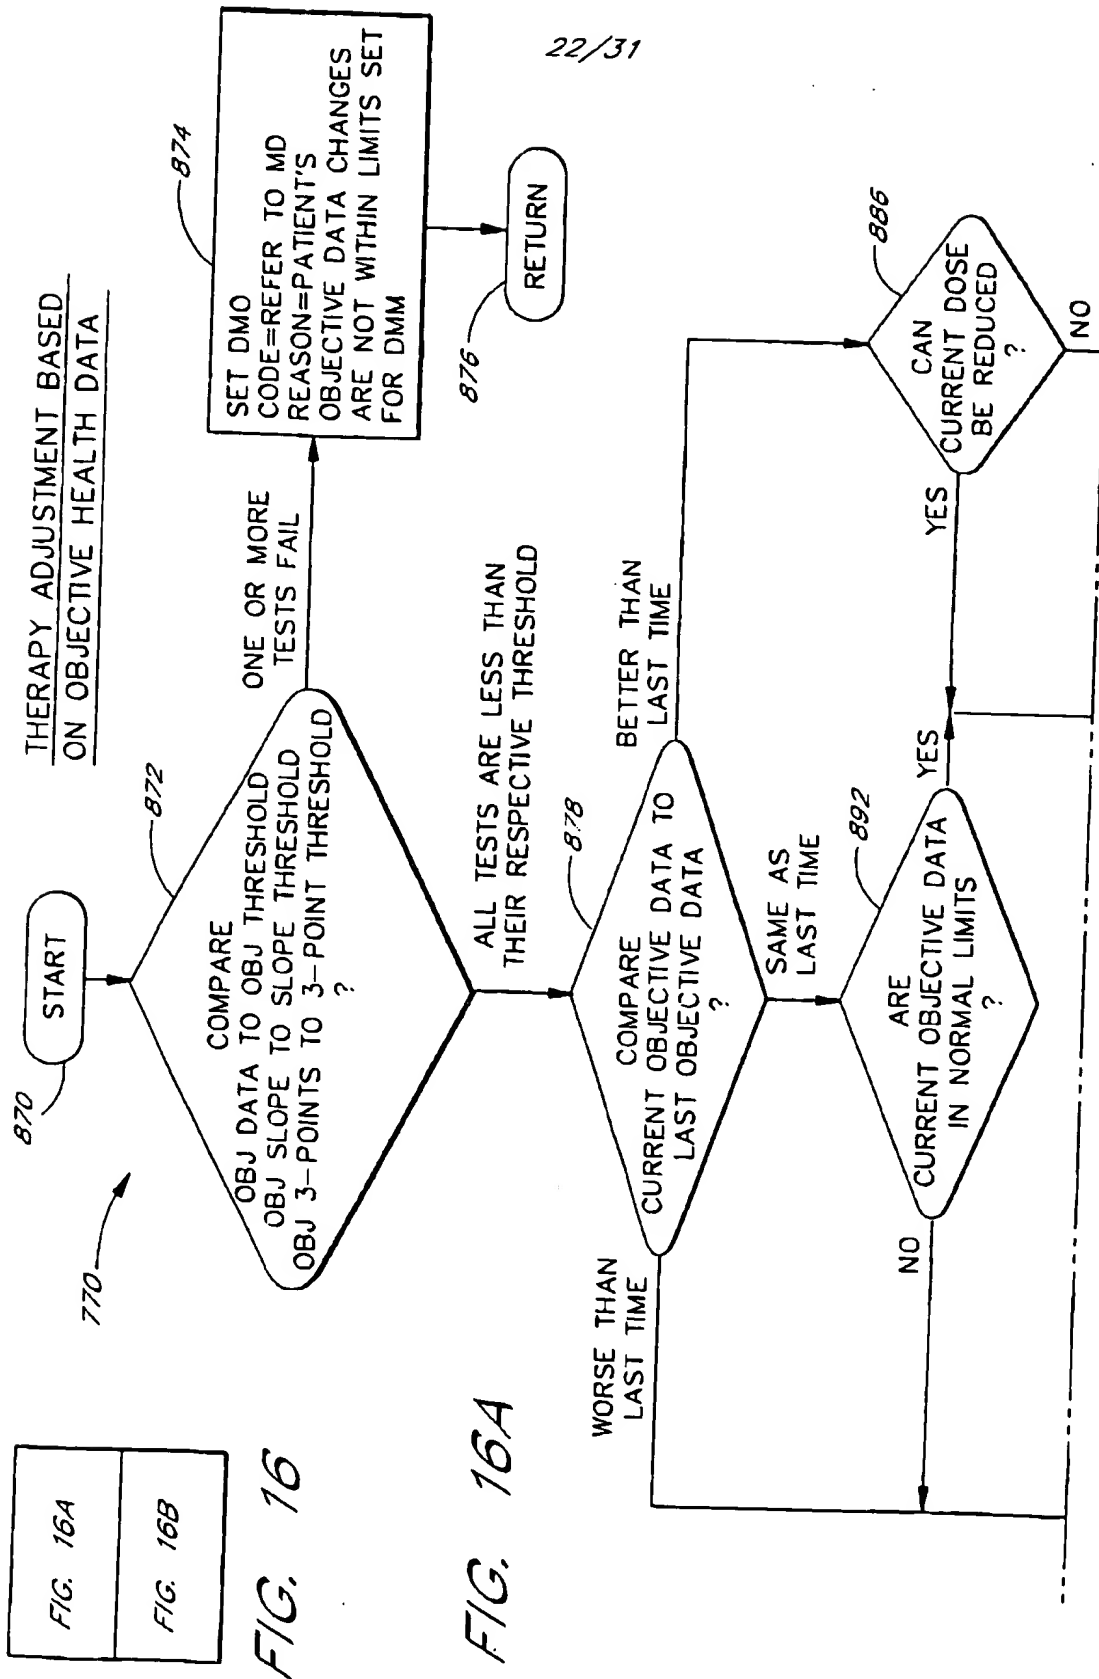 22/31
THERAPY ADJUSTMENT BASED
ON OBJECTIVE HEALTH DATA
FIG. 16A
FIG. 16B
FIG. 16
FIG. 16A
770
870
START
872
COMPARE
OBJ DATA TO OBJ THRESHOLD
OBJ SLOPE TO SLOPE THRESHOLD
OBJ 3-POINTS TO 3-POINT THRESHOLD
?
ONE OR MORE
TESTS FAIL
874
SET DMO
CODE=REFER TO MD
REASON=PATIENT'S
OBJECTIVE DATA CHANGES
ARE NOT WITHIN LIMITS SET
FOR DMM
876
RETURN
ALL TESTS ARE LESS THAN
THEIR RESPECTIVE THRESHOLD
878
COMPARE
CURRENT OBJECTIVE DATA TO
LAST OBJECTIVE DATA
?
WORSE THAN
LAST TIME
SAME AS
LAST TIME
BETTER THAN
LAST TIME
892
ARE
CURRENT OBJECTIVE DATA
IN NORMAL LIMITS
?
NO
YES
886
CAN
CURRENT DOSE
BE REDUCED
?
YES
NO